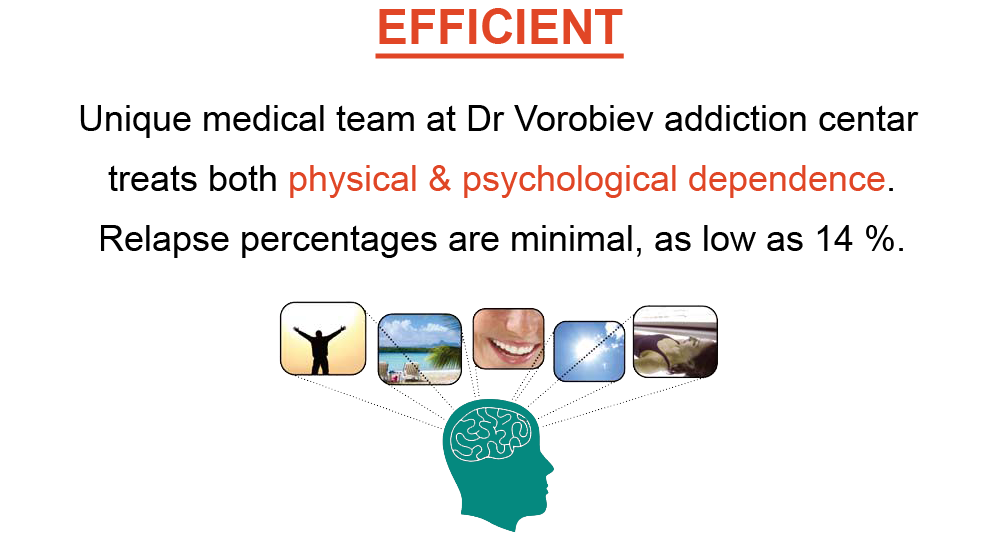 EFFICIENT
Unique medical team at Dr Vorobiev addiction centar
treats both physical & psychological dependence.
Relapse percentages are minimal, as low as 14 %.